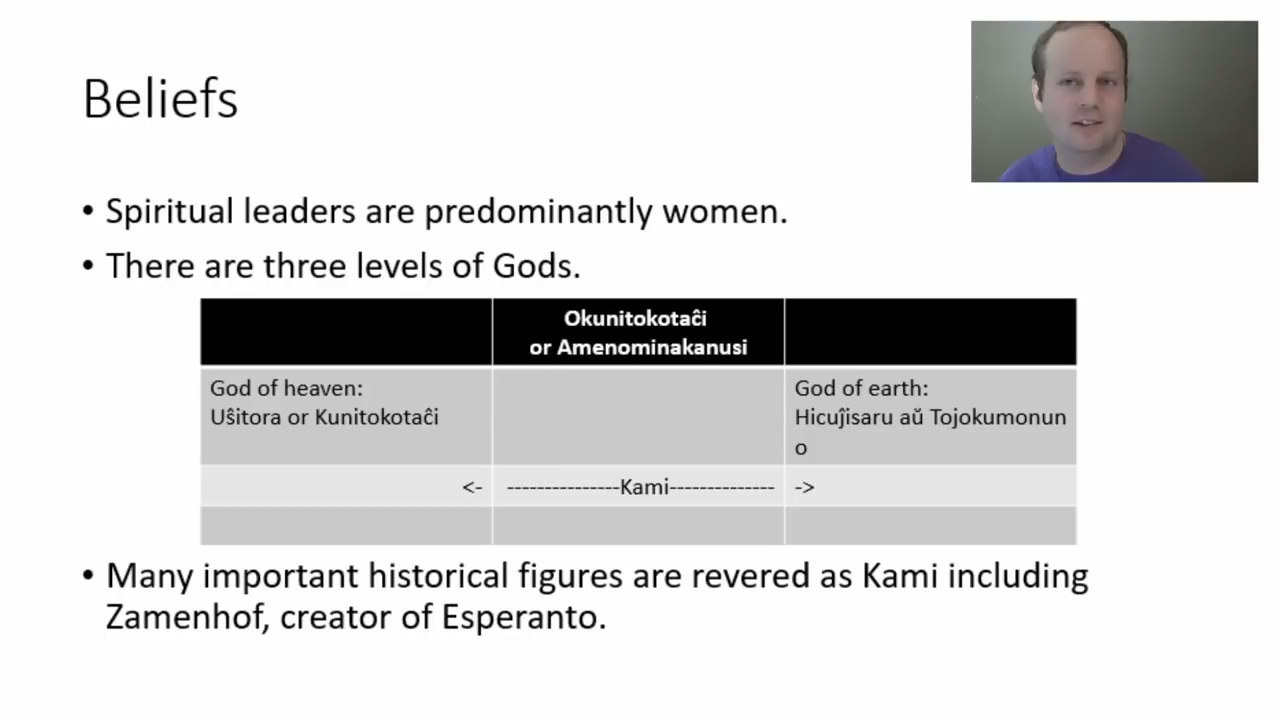 Beliefs
• Spiritual leaders are predominantly women.
• There are three levels of Gods.
Okunitokotaĉi
or Amenominakanusi
God of heaven:
Uŝitora or Kunitokotaĉi
God of earth:
Hicuĵisaru aŭ Tojokumonun
o
<- ---------------Kami-------------- ->
• Many important historical figures are revered as Kami including
Zamenhof, creator of Esperanto.